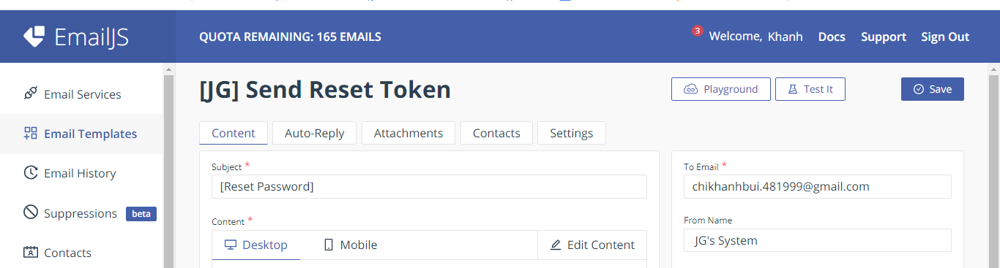 EmailJS
QUOTA REMAINING: 165 EMAILS
3
Welcome, Khanh
Docs
Support
Sign Out
Email Services
Email Templates
Email History
Suppressions beta
Contacts
[JG] Send Reset Token
Playground
Test It
Save
Content
Auto-Reply
Attachments
Contacts
Settings
Subject *
[Reset Password]
Content *
Desktop
Mobile
Edit Content
To Email *
chikhanhbui.481999@gmail.com
From Name
JG's System